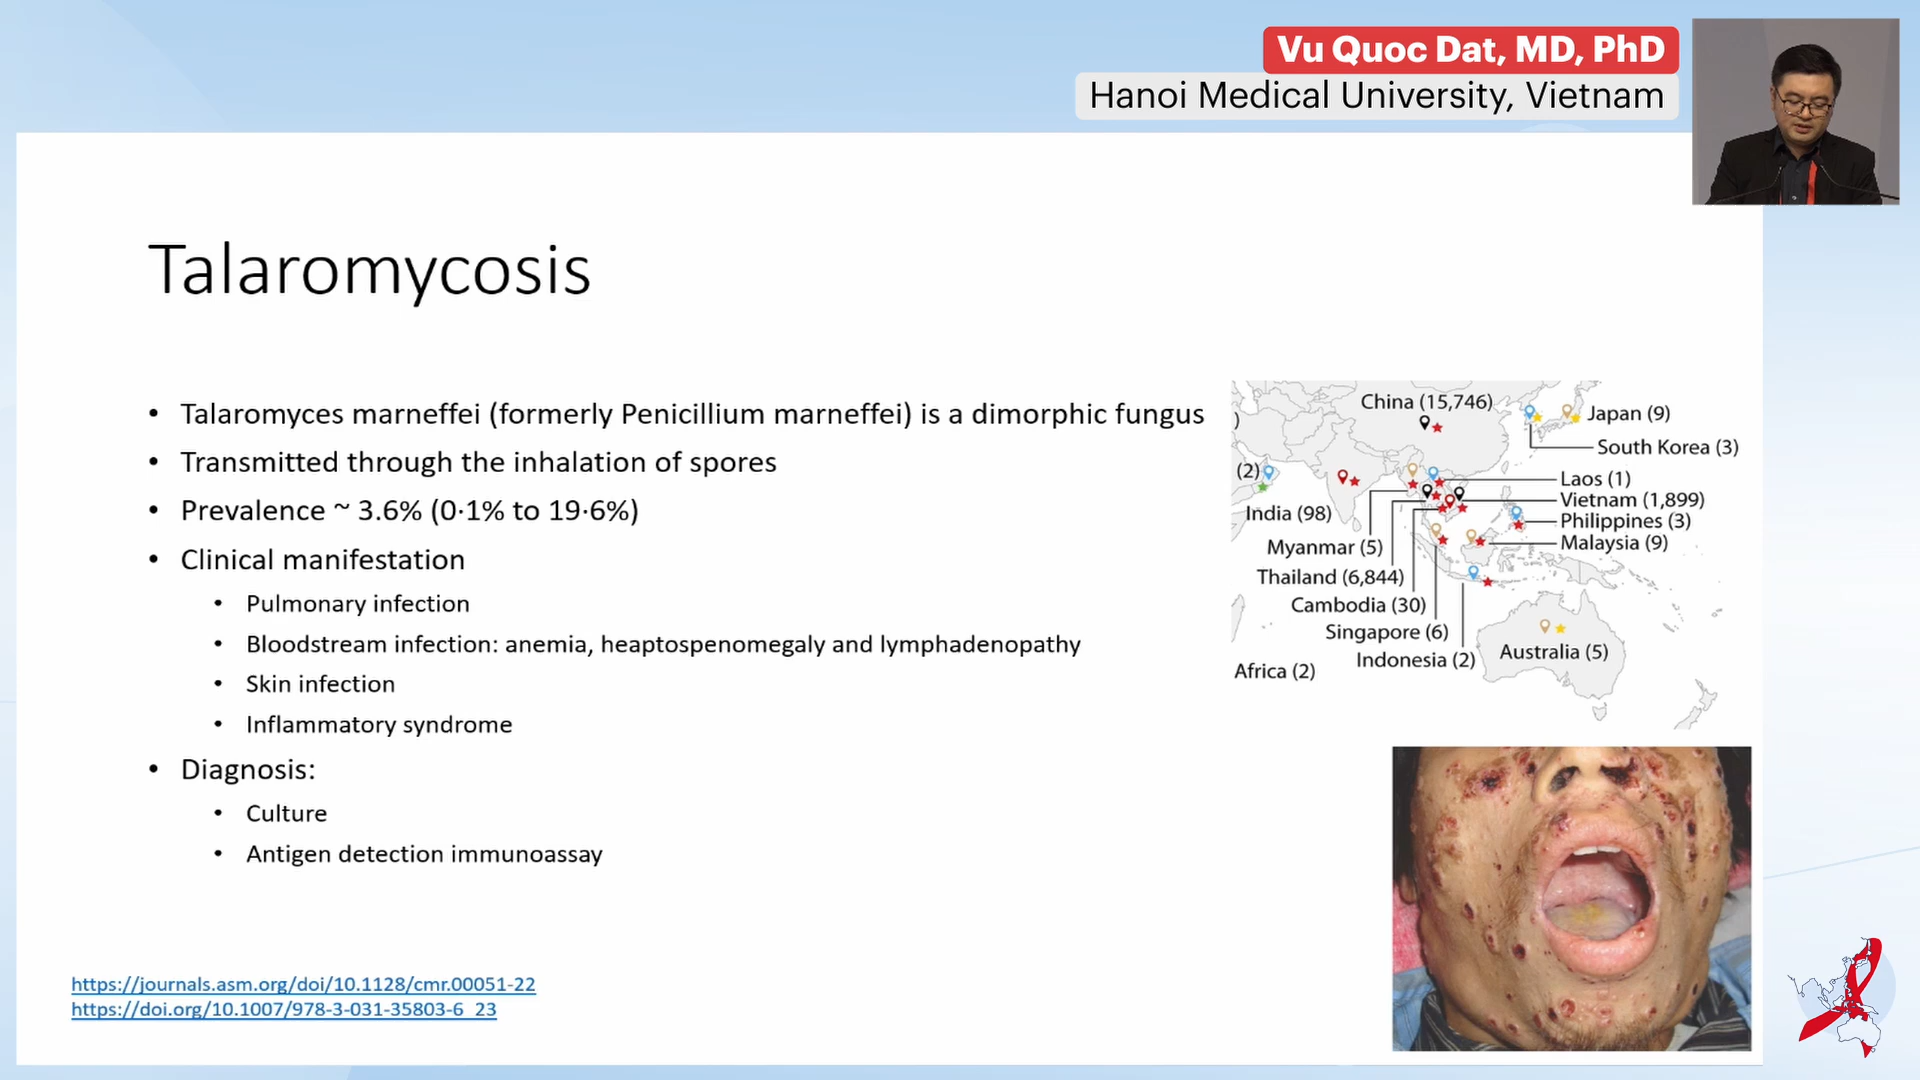 Vu Quoc Dat, MD, PhD
Hanoi Medical University, Vietnam
Talaromycosis
• Talaromyces marneffei (formerly Penicillium marneffei) is a dimorphic fungus
• Transmitted through the inhalation of spores
• Prevalence ~ 3.6% (0·1% to 19·6%)
• Clinical manifestation
• Pulmonary infection
• Bloodstream infection: anemia, heaptospenomegaly and lymphadenopathy
• Skin infection
• Inflammatory syndrome
• Diagnosis:
• Culture
• Antigen detection immunoassay
China (15,746)
)
Japan (9)
South Korea (3)
(2)
Laos (1)
Vietnam (1,899)
India (98)
Philippines (3)
Malaysia (9)
Myanmar (5)
Thailand (6,844)
Cambodia (30)
Singapore (6)
Australia (5)
Indonesia (2)
Africa (2)
https://journals.asm.org/doi/10.1128/cmr.00051-22
https://doi.org/10.1007/978-3-031-35803-6_23